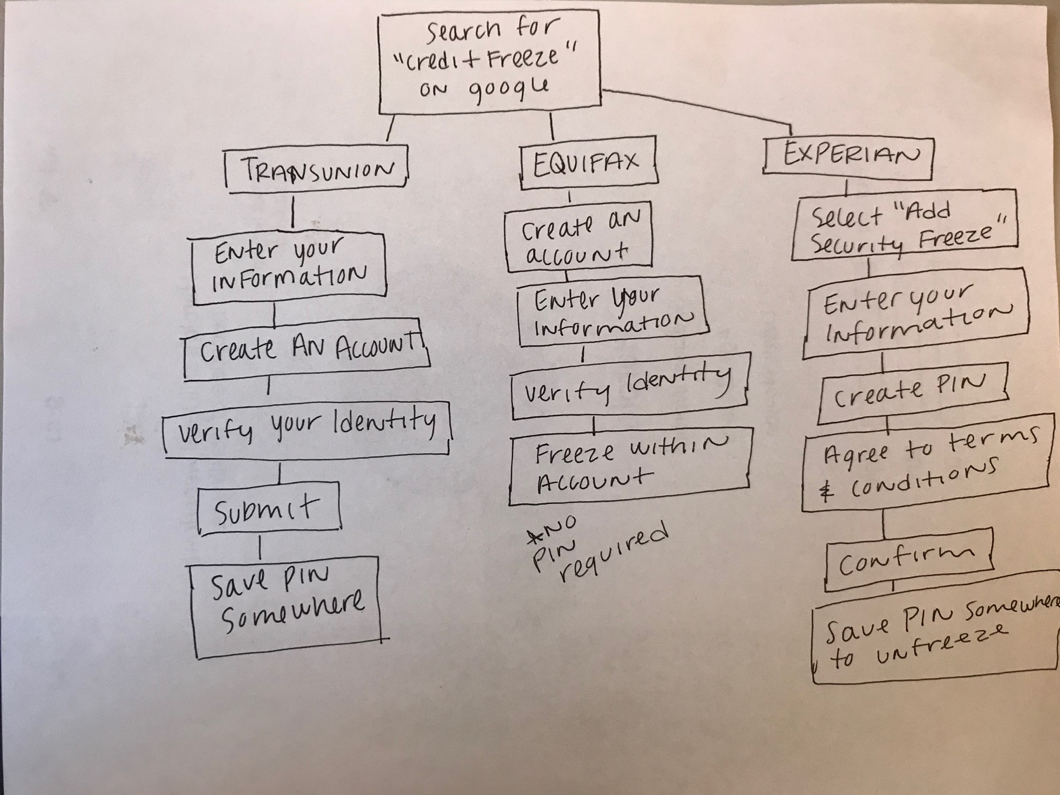 Search for
"Credit Freeze"
on google
TRANSUNION
Enter your
information
Create An Account
verify your Identity
Submit
Save PIN
Somewhere
EQUIFAX
Create an
account
Enter Your
Information
verify Identity
Freeze within
Account
*NO
PIN
required
EXPERIAN
Select "Add
Security Freeze"
Enter your
Information
Create PIN
Agree to terms
& conditions
Confirm
Save PIN Somewhere
to unfreeze